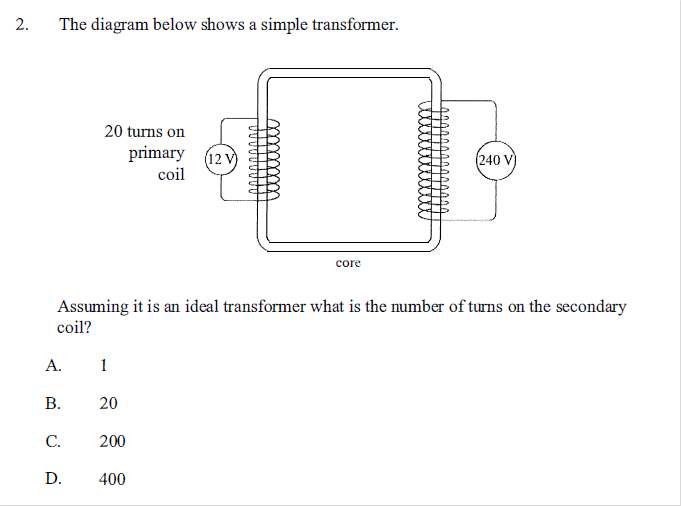 2. The diagram below shows a simple transformer.
20 turns on
primary
coil
12 V
240 V
core
Assuming it is an ideal transformer what is the number of turns on the secondary
coil?
A. 1
B. 20
C. 200
D. 400